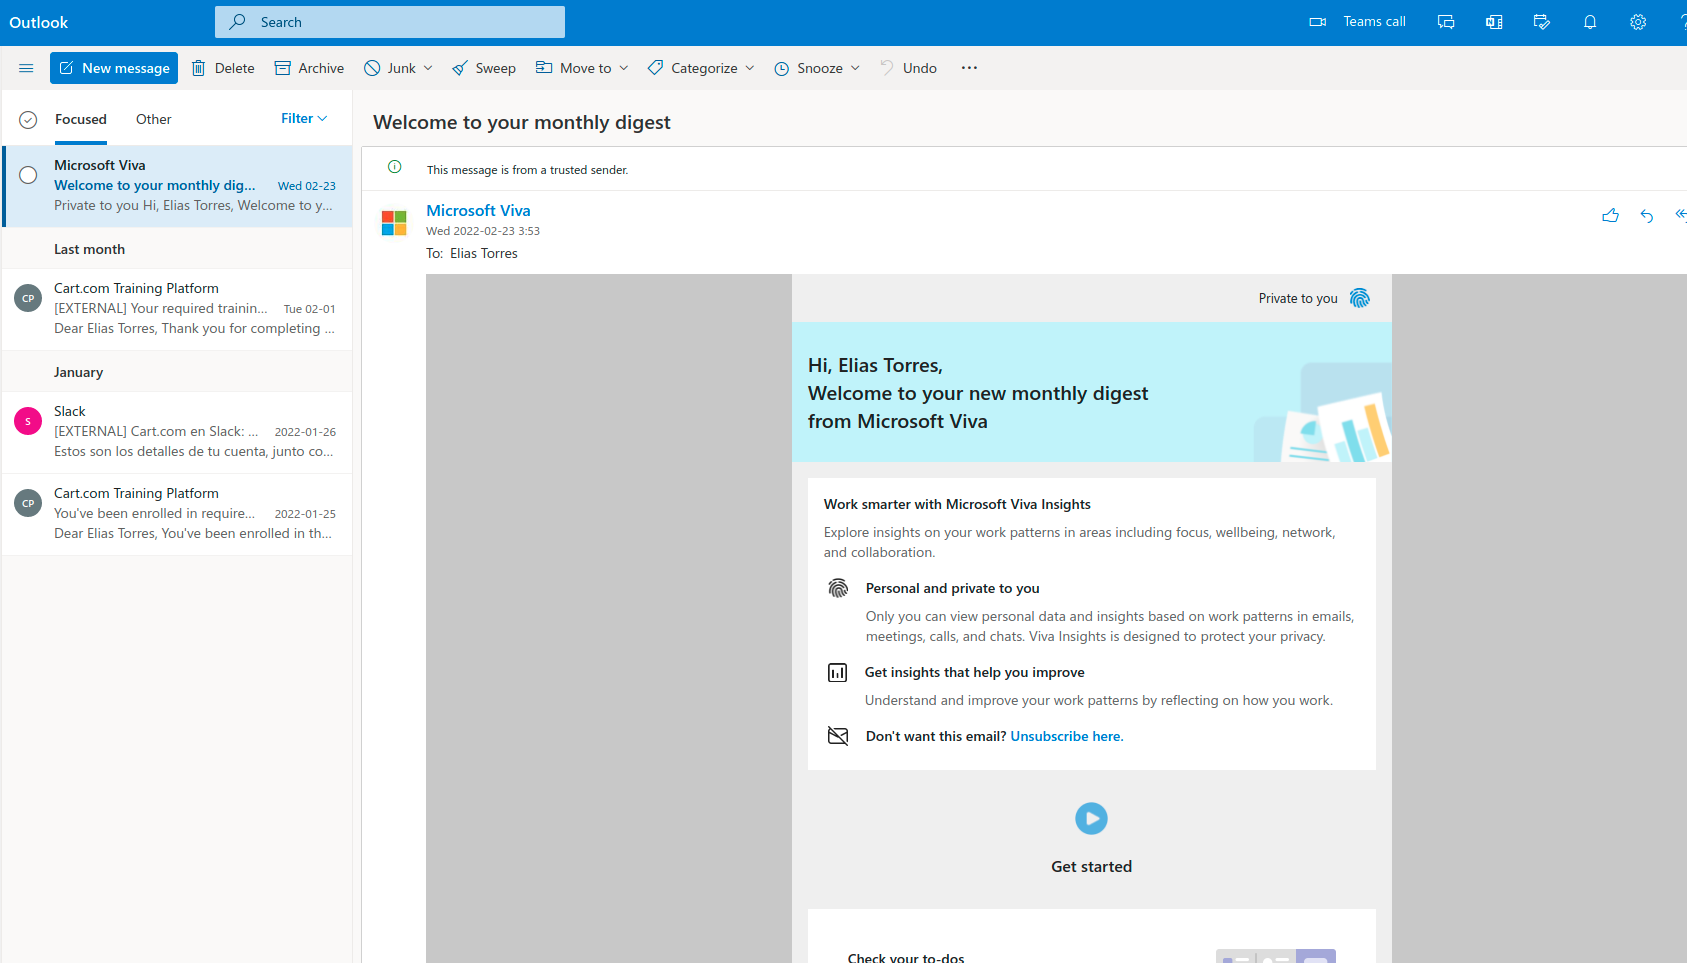 Outlook
Search
Teams call
New message
Delete
Archive
Junk
Sweep
Move to
Categorize
Snooze
Undo
Focused
Other
Filter
Microsoft Viva
Welcome to your monthly dig... Wed 02-23
Private to you Hi, Elias Torres, Welcome to y...
Last month
CP
Cart.com Training Platform
[EXTERNAL] Your required trainin... Tue 02-01
Dear Elias Torres, Thank you for completing ...
January
S
Slack
[EXTERNAL] Cart.com en Slack: ... 2022-01-26
Estos son los detalles de tu cuenta, junto co...
CP
Cart.com Training Platform
You've been enrolled in require... 2022-01-25
Dear Elias Torres, You've been enrolled in th...
Welcome to your monthly digest
This message is from a trusted sender.
Microsoft Viva
Wed 2022-02-23 3:53
To: Elias Torres
Private to you
Hi, Elias Torres,
Welcome to your new monthly digest
from Microsoft Viva
Work smarter with Microsoft Viva Insights
Explore insights on your work patterns in areas including focus, wellbeing, network,
and collaboration.
Personal and private to you
Only you can view personal data and insights based on work patterns in emails,
meetings, calls, and chats. Viva Insights is designed to protect your privacy.
Get insights that help you improve
Understand and improve your work patterns by reflecting on how you work.
Don't want this email? Unsubscribe here.
Get started
Check your to-dos